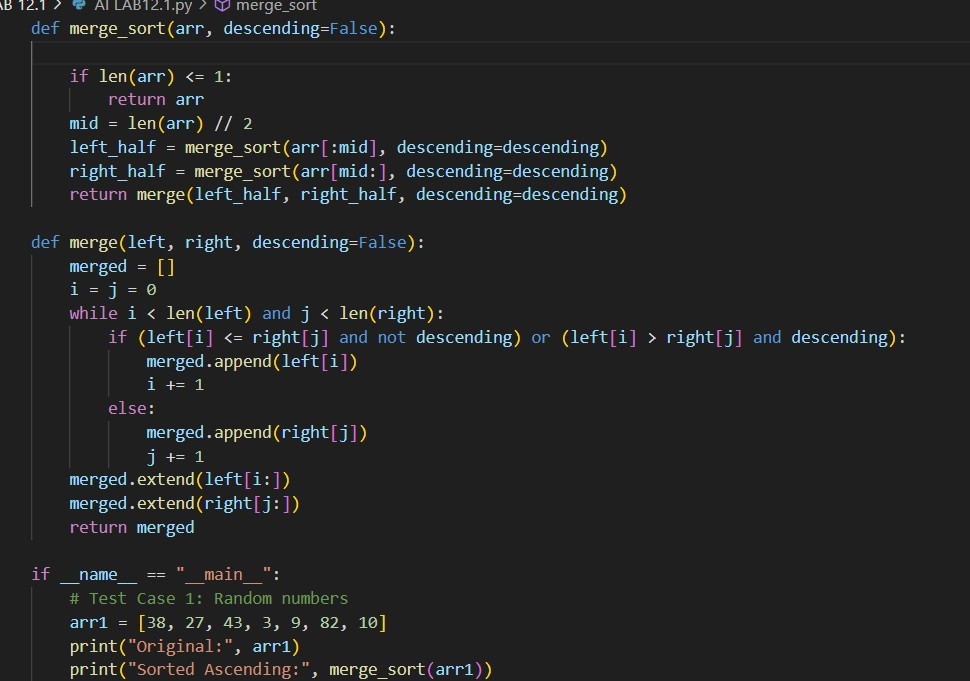 AB 12.1 > AI LAB12.1.py > merge_sort
def merge_sort(arr, descending=False):

    if len(arr) <= 1:
        return arr
    mid = len(arr) // 2
    left_half = merge_sort(arr[:mid], descending=descending)
    right_half = merge_sort(arr[mid:], descending=descending)
    return merge(left_half, right_half, descending=descending)

def merge(left, right, descending=False):
    merged = []
    i = j = 0
    while i < len(left) and j < len(right):
        if (left[i] <= right[j] and not descending) or (left[i] > right[j] and descending):
            merged.append(left[i])
            i += 1
        else:
            merged.append(right[j])
            j += 1
    merged.extend(left[i:])
    merged.extend(right[j:])
    return merged

if __name__ == "__main__":
    # Test Case 1: Random numbers
    arr1 = [38, 27, 43, 3, 9, 82, 10]
    print("Original:", arr1)
    print("Sorted Ascending:", merge_sort(arr1))